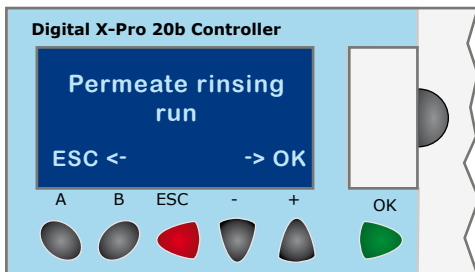 Digital X-Pro 20b Controller
Permeate rinsing
run
ESC <- -> OK
A B ESC - + OK